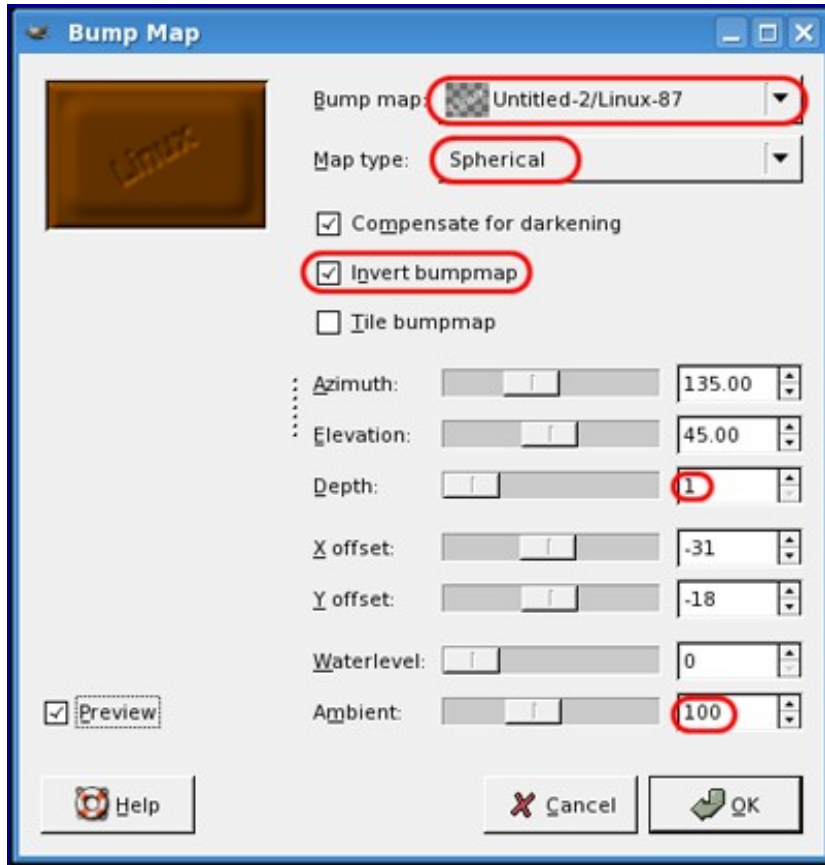 Bump Map
Linux
Bump map: Untitled-2/Linux-87
Map type: Spherical
Compensate for darkening
Invert bumpmap
Tile bumpmap
Azimuth: 135.00
Elevation: 45.00
Depth: 1
X offset: -31
Y offset: -18
Waterlevel: 0
Preview
Ambient: 100
Help
Cancel
OK